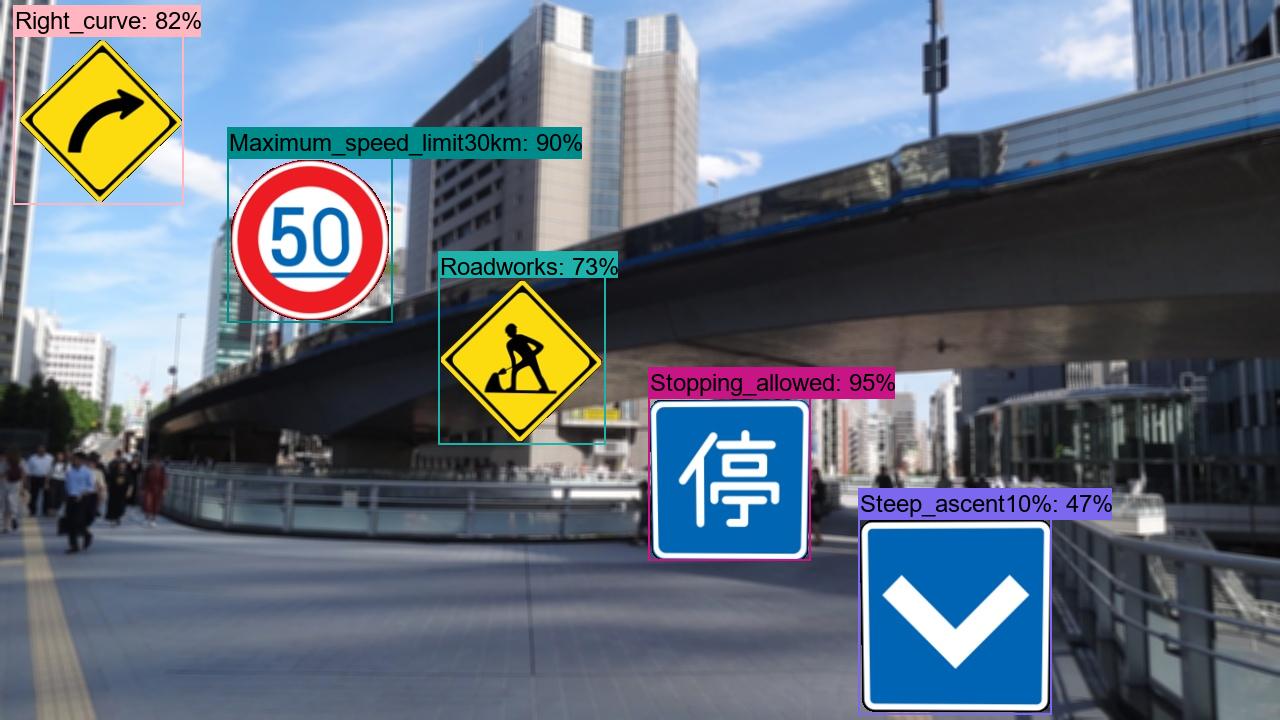 Right_curve: 82%
Maximum_speed_limit30km: 90%
50
Roadworks: 73%
Stopping_allowed: 95%
停
Steep_ascent10%: 47%